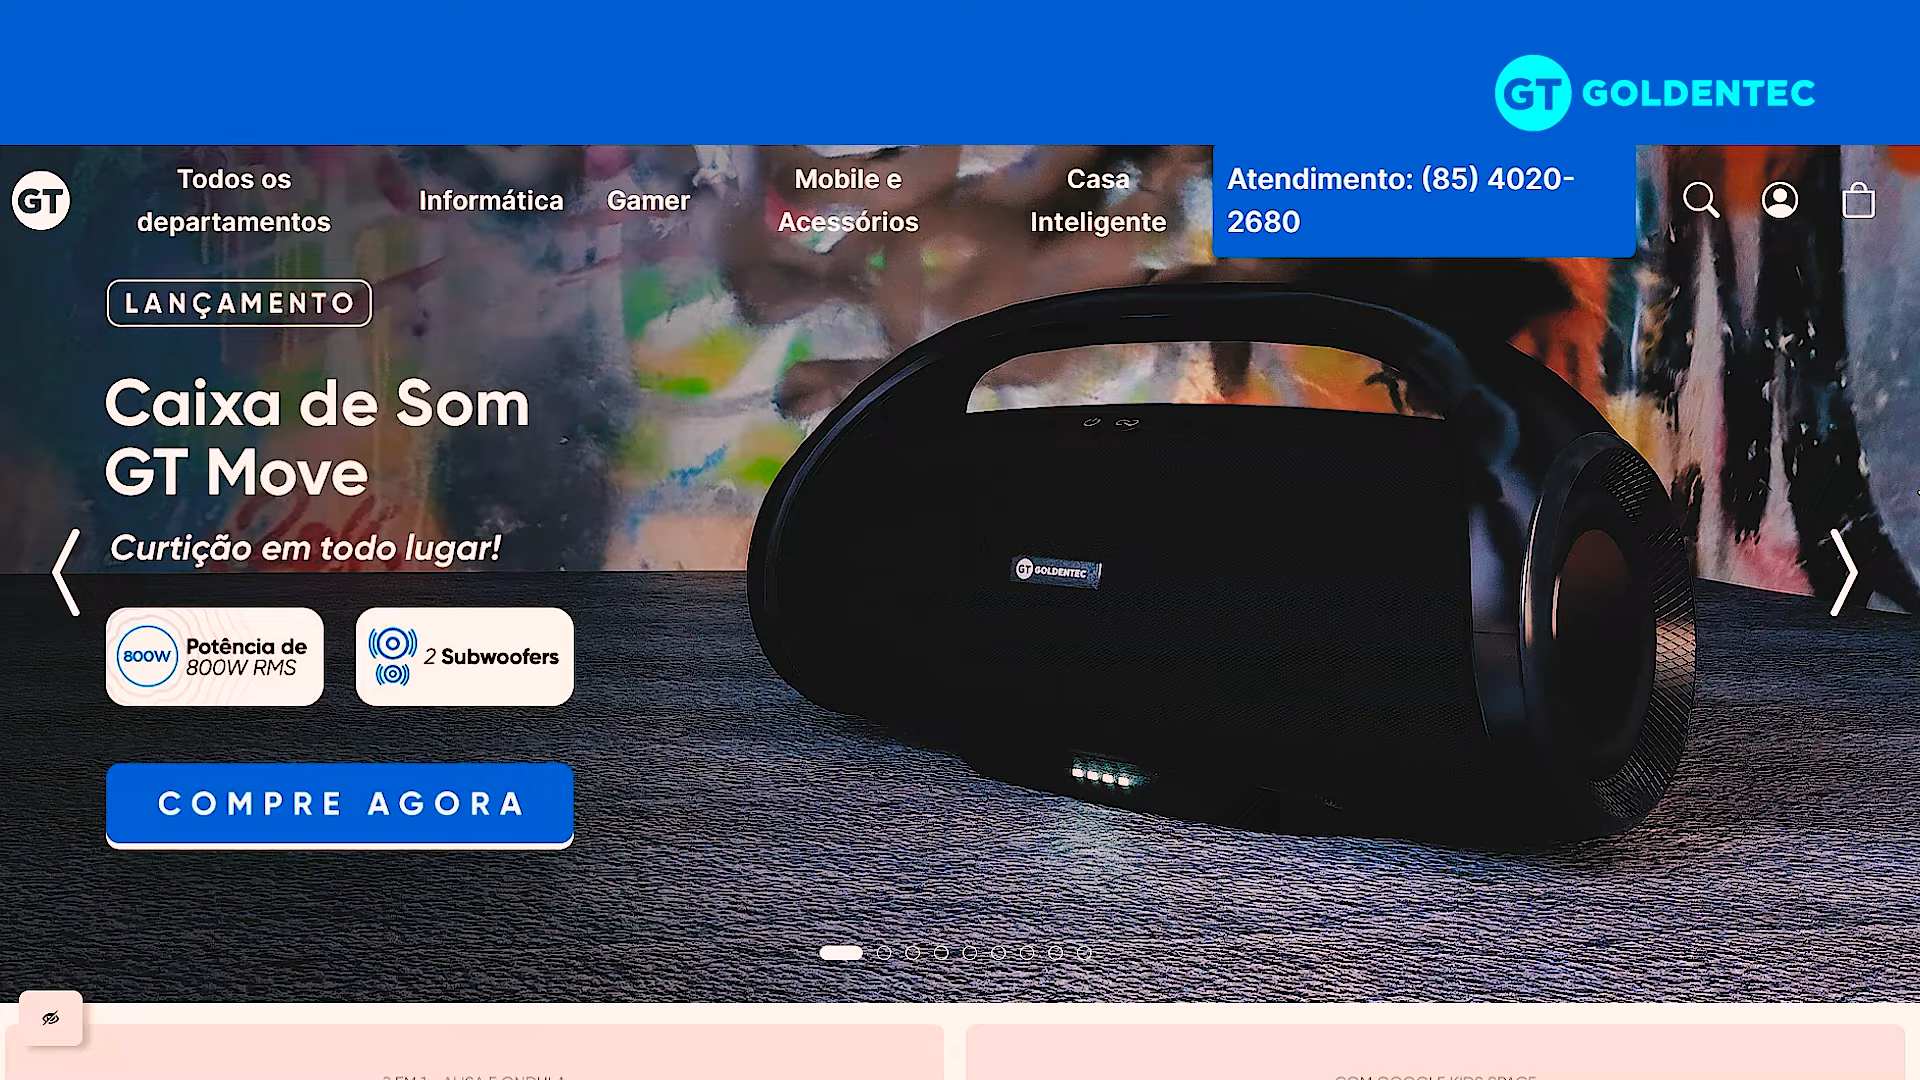 GT GOLDENTEC
GT
Todos os
departamentos
Informática
Gamer
Mobile e
Acessórios
Casa
Inteligente
Atendimento: (85) 4020-
2680
LANÇAMENTO
Caixa de Som
GT Move
Curtição em todo lugar!
800W
Potência de
800W RMS
2 Subwoofers
GT GOLDENTEC
COMPRE AGORA